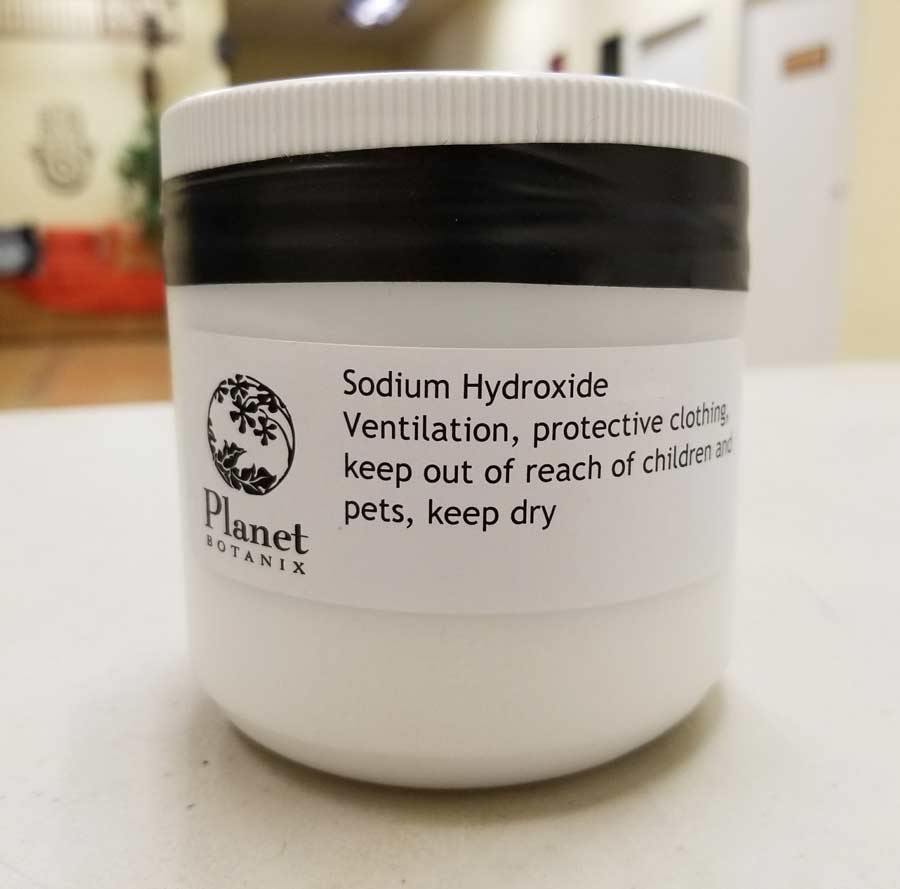 Sodium Hydroxide
Ventilation, protective clothing,
keep out of reach of children and
pets, keep dry
Planet
BOTANIX